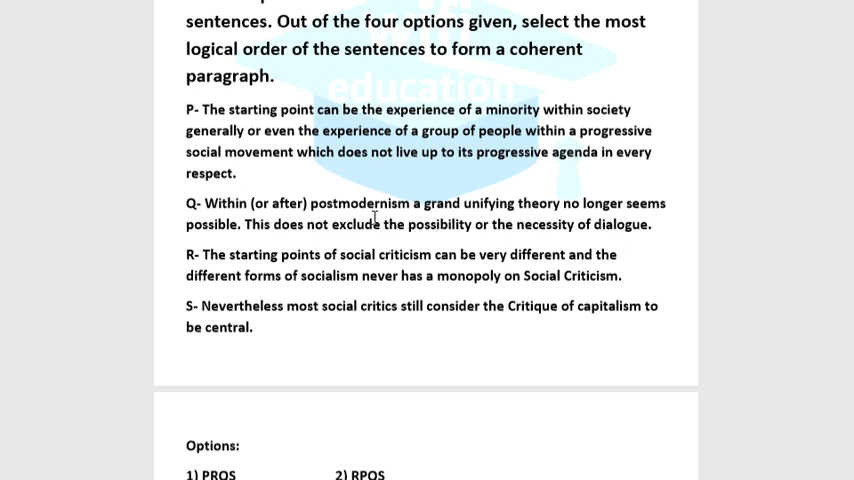 sentences. Out of the four options given, select the most
logical order of the sentences to form a coherent
paragraph.
wifi
education
P- The starting point can be the experience of a minority within society
generally or even the experience of a group of people within a progressive
social movement which does not live up to its progressive agenda in every
respect.
Q- Within (or after) postmodernism a grand unifying theory no longer seems
possible. This does not exclude the possibility or the necessity of dialogue.
R- The starting points of social criticism can be very different and the
different forms of socialism never has a monopoly on Social Criticism.
S- Nevertheless most social critics still consider the Critique of capitalism to
be central.
Options:
1) PRQS 2) RPQS